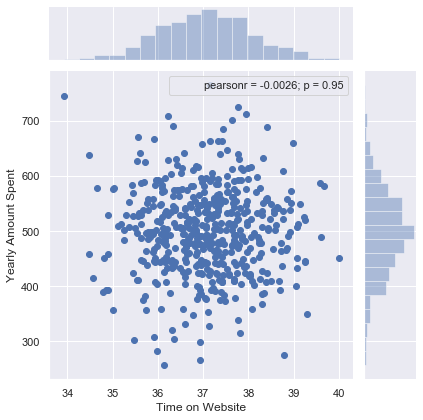 pearsonr = -0.0026; p = 0.95
700
600
500
400
300
Yearly Amount Spent
34 35 36 37 38 39 40
Time on Website